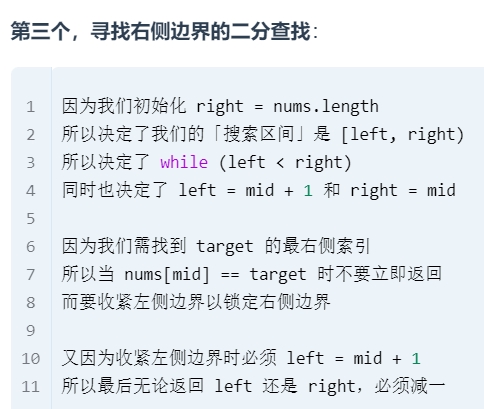 第三个，寻找右侧边界的二分查找：
1 因为我们初始化 right = nums.length
2 所以决定了我们的「搜索区间」是 [left, right)
3 所以决定了 while (left < right)
4 同时也决定了 left = mid + 1 和 right = mid
5
6 因为我们需找到 target 的最右侧索引
7 所以当 nums[mid] == target 时不要立即返回
8 而要收紧左侧边界以锁定右侧边界
9
10 又因为收紧左侧边界时必须 left = mid + 1
11 所以最后无论返回 left 还是 right，必须减一